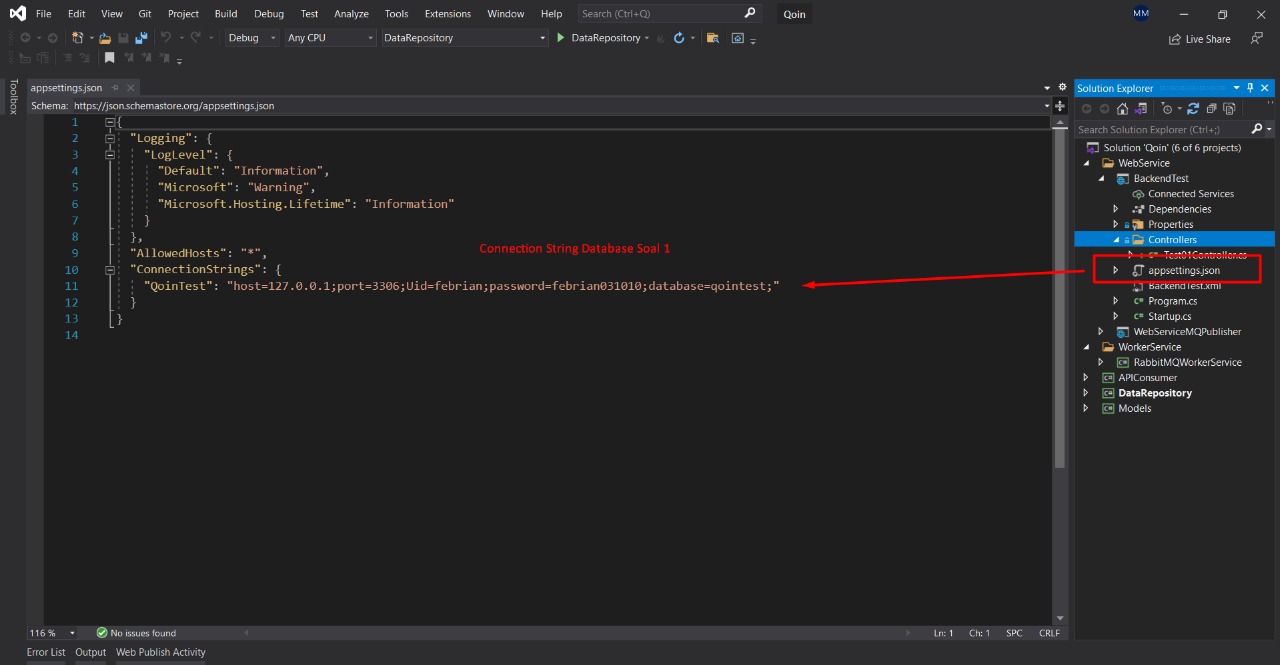 File Edit View Git Project Build Debug Test Analyze Tools Extensions Window Help Search (Ctrl+Q) Qoin MM
Debug Any CPU DataRepository DataRepository Live Share
Toolbox
appsettings.json
Schema: https://json.schemastore.org/appsettings.json
1 {
2 "Logging": {
3 "LogLevel": {
4 "Default": "Information",
5 "Microsoft": "Warning",
6 "Microsoft.Hosting.Lifetime": "Information"
7 }
8 },
9 "AllowedHosts": "*",
10 "ConnectionStrings": {
11 "QoinTest": "host=127.0.0.1;port=3306;Uid=febrian;password=febrian031010;database=qointest;"
12 }
13 }
14
Connection String Database Soal 1
Solution Explorer
Search Solution Explorer (Ctrl+;)
Solution 'Qoin' (6 of 6 projects)
WebService
BackendTest
Connected Services
Dependencies
Properties
Controllers
Test01Controller.cs
appsettings.json
BackendTest.xml
Program.cs
Startup.cs
WebServiceMQPublisher
WorkerService
RabbitMQWorkerService
APIConsumer
DataRepository
Models
116 % No issues found Ln: 1 Ch: 1 SPC CRLF
Error List Output Web Publish Activity